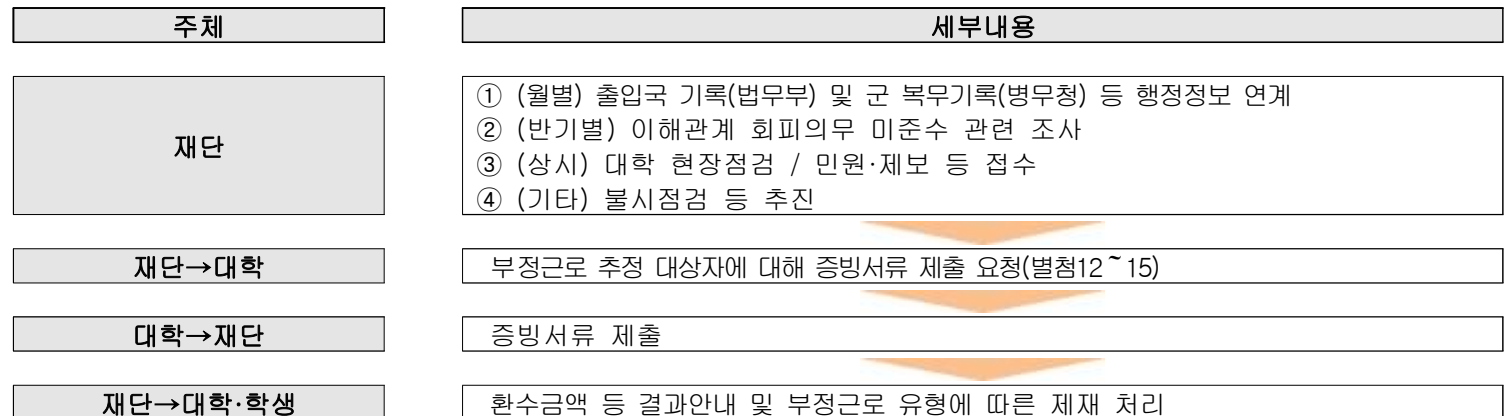 주체
세부내용
재단
① (월별) 출입국 기록(법무부) 및 군 복무기록(병무청) 등 행정정보 연계
② (반기별) 이해관계 회피의무 미준수 관련 조사
③ (상시) 대학 현장점검 / 민원·제보 등 접수
④ (기타) 불시점검 등 추진
재단→대학
부정근로 추정 대상자에 대해 증빙서류 제출 요청(별첨12~15)
대학→재단
증빙서류 제출
재단→대학·학생
환수금액 등 결과안내 및 부정근로 유형에 따른 제재 처리